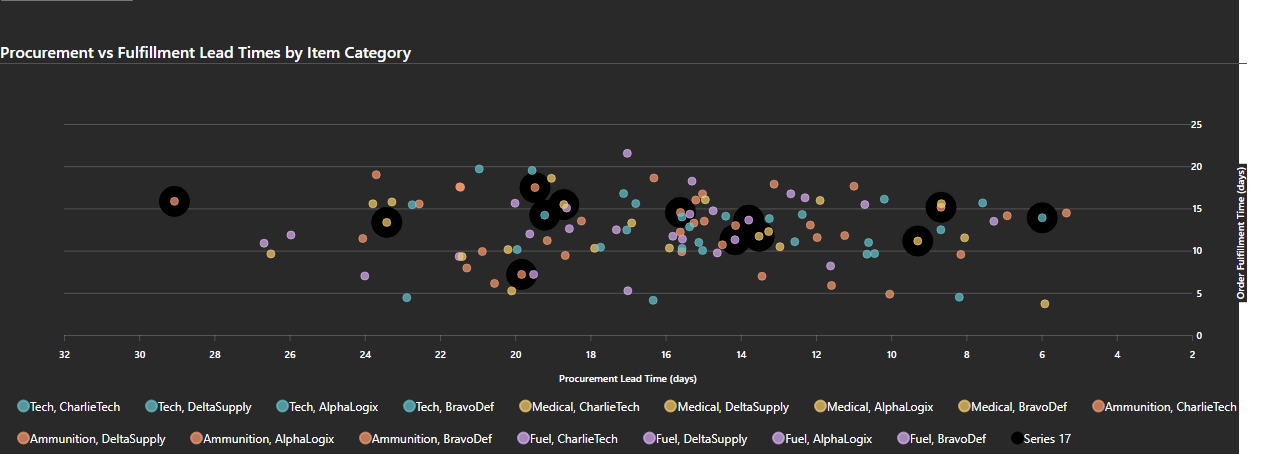 Procurement vs Fulfillment Lead Times by Item Category
25
20
15
10
5
0
Order Fulfillment Time (days)
32 30 28 26 24 22 20 18 16 14 12 10 8 6 4 2
Procurement Lead Time (days)
Tech, CharlieTech Tech, DeltaSupply Tech, AlphaLogix Tech, BravoDef Medical, CharlieTech Medical, DeltaSupply Medical, AlphaLogix Medical, BravoDef Ammunition, CharlieTech
Ammunition, DeltaSupply Ammunition, AlphaLogix Ammunition, BravoDef Fuel, CharlieTech Fuel, DeltaSupply Fuel, AlphaLogix Fuel, BravoDef Series 17